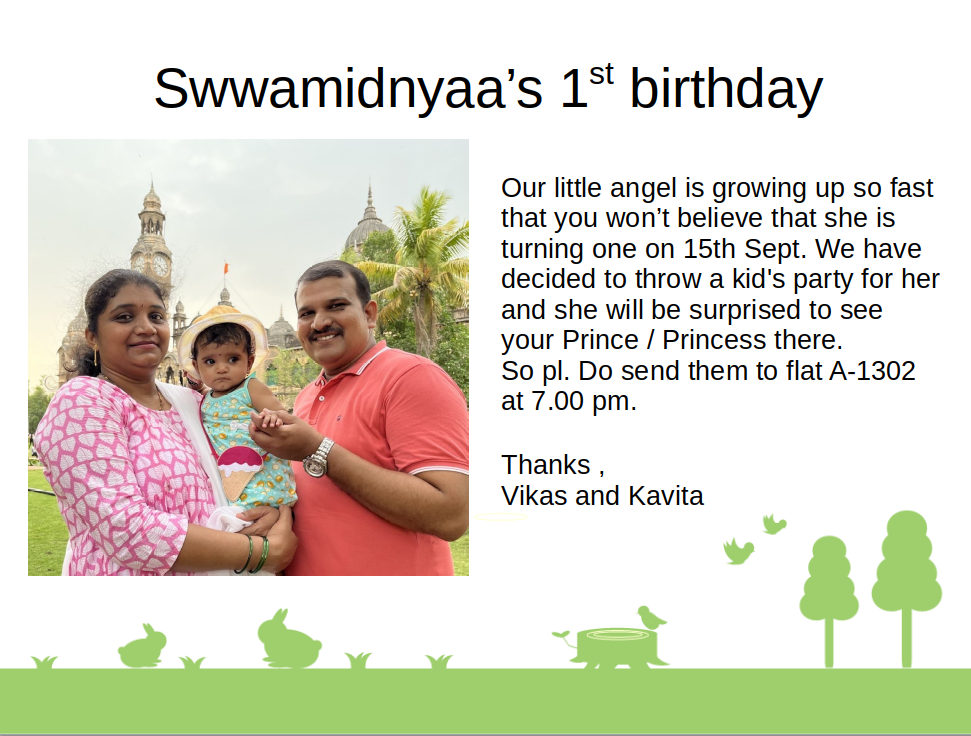 Swwamidnyaa’s 1st birthday
Our little angel is growing up so fast
that you won’t believe that she is
turning one on 15th Sept. We have
decided to throw a kid's party for her
and she will be surprised to see
your Prince / Princess there.
So pl. Do send them to flat A-1302
at 7.00 pm.
Thanks ,
Vikas and Kavita